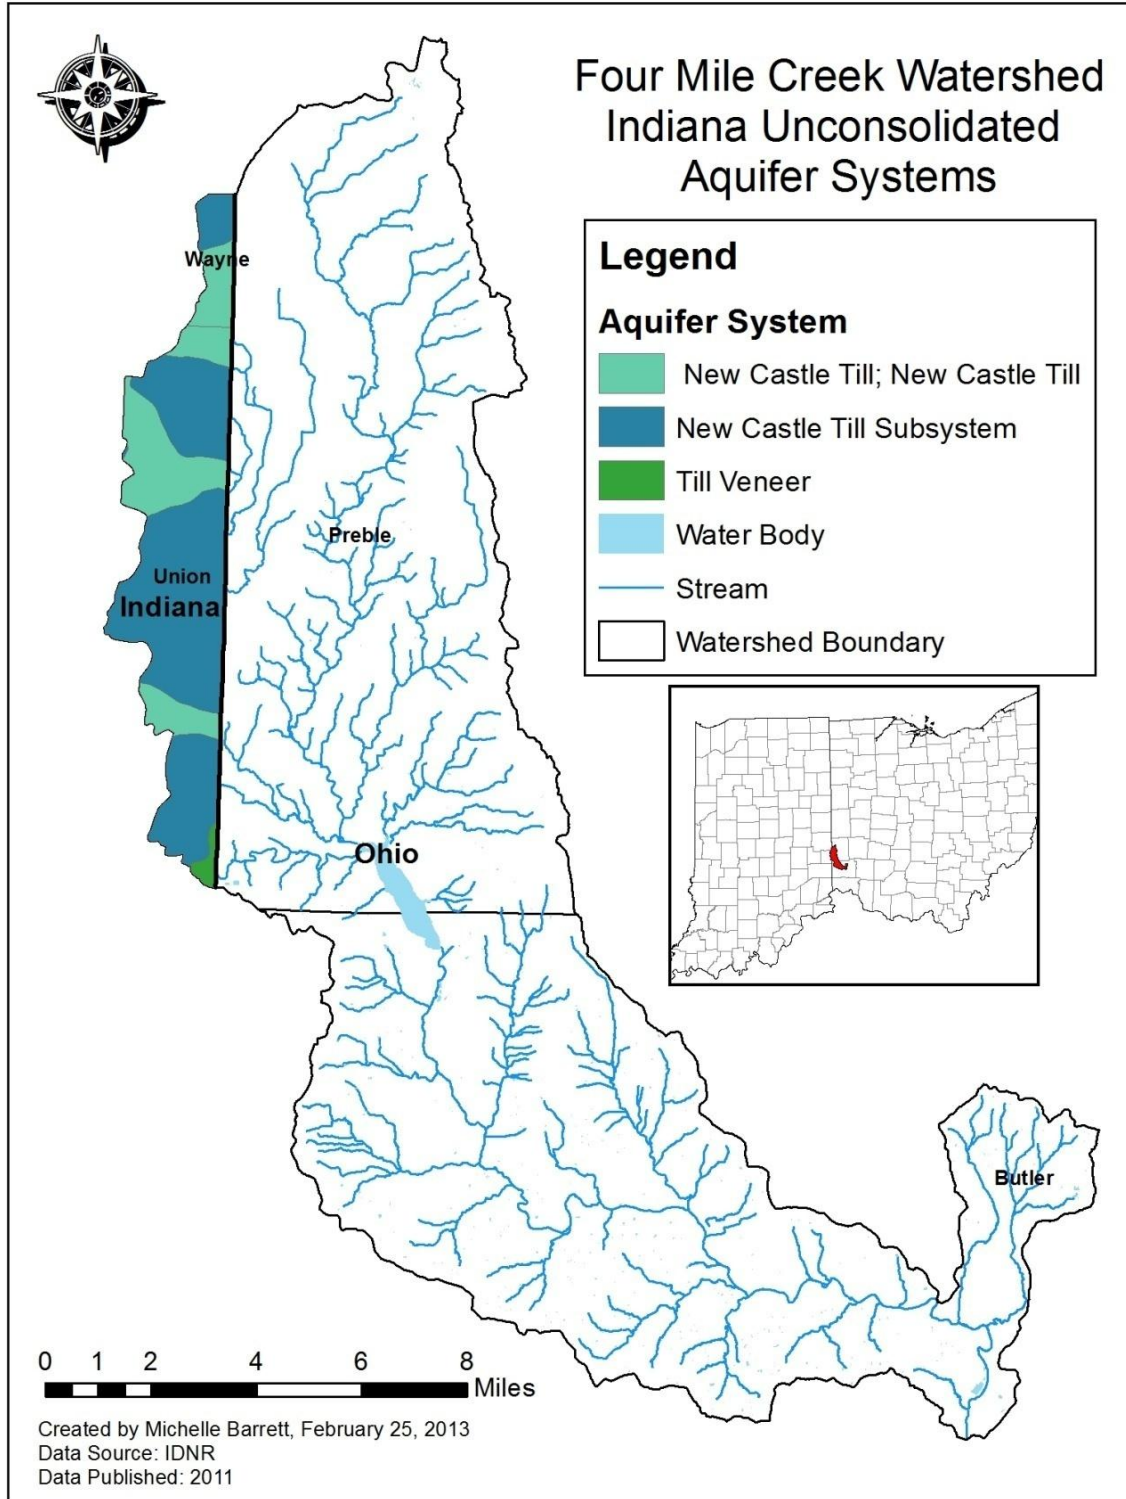 Four Mile Creek Watershed
Indiana Unconsolidated
Aquifer Systems
Legend
Aquifer System
New Castle Till; New Castle Till
New Castle Till Subsystem
Till Veneer
Water Body
Stream
Watershed Boundary
Wayne
Preble
Union
Indiana
Ohio
Butler
0 1 2 4 6 8
Miles
Created by Michelle Barrett, February 25, 2013
Data Source: IDNR
Data Published: 2011